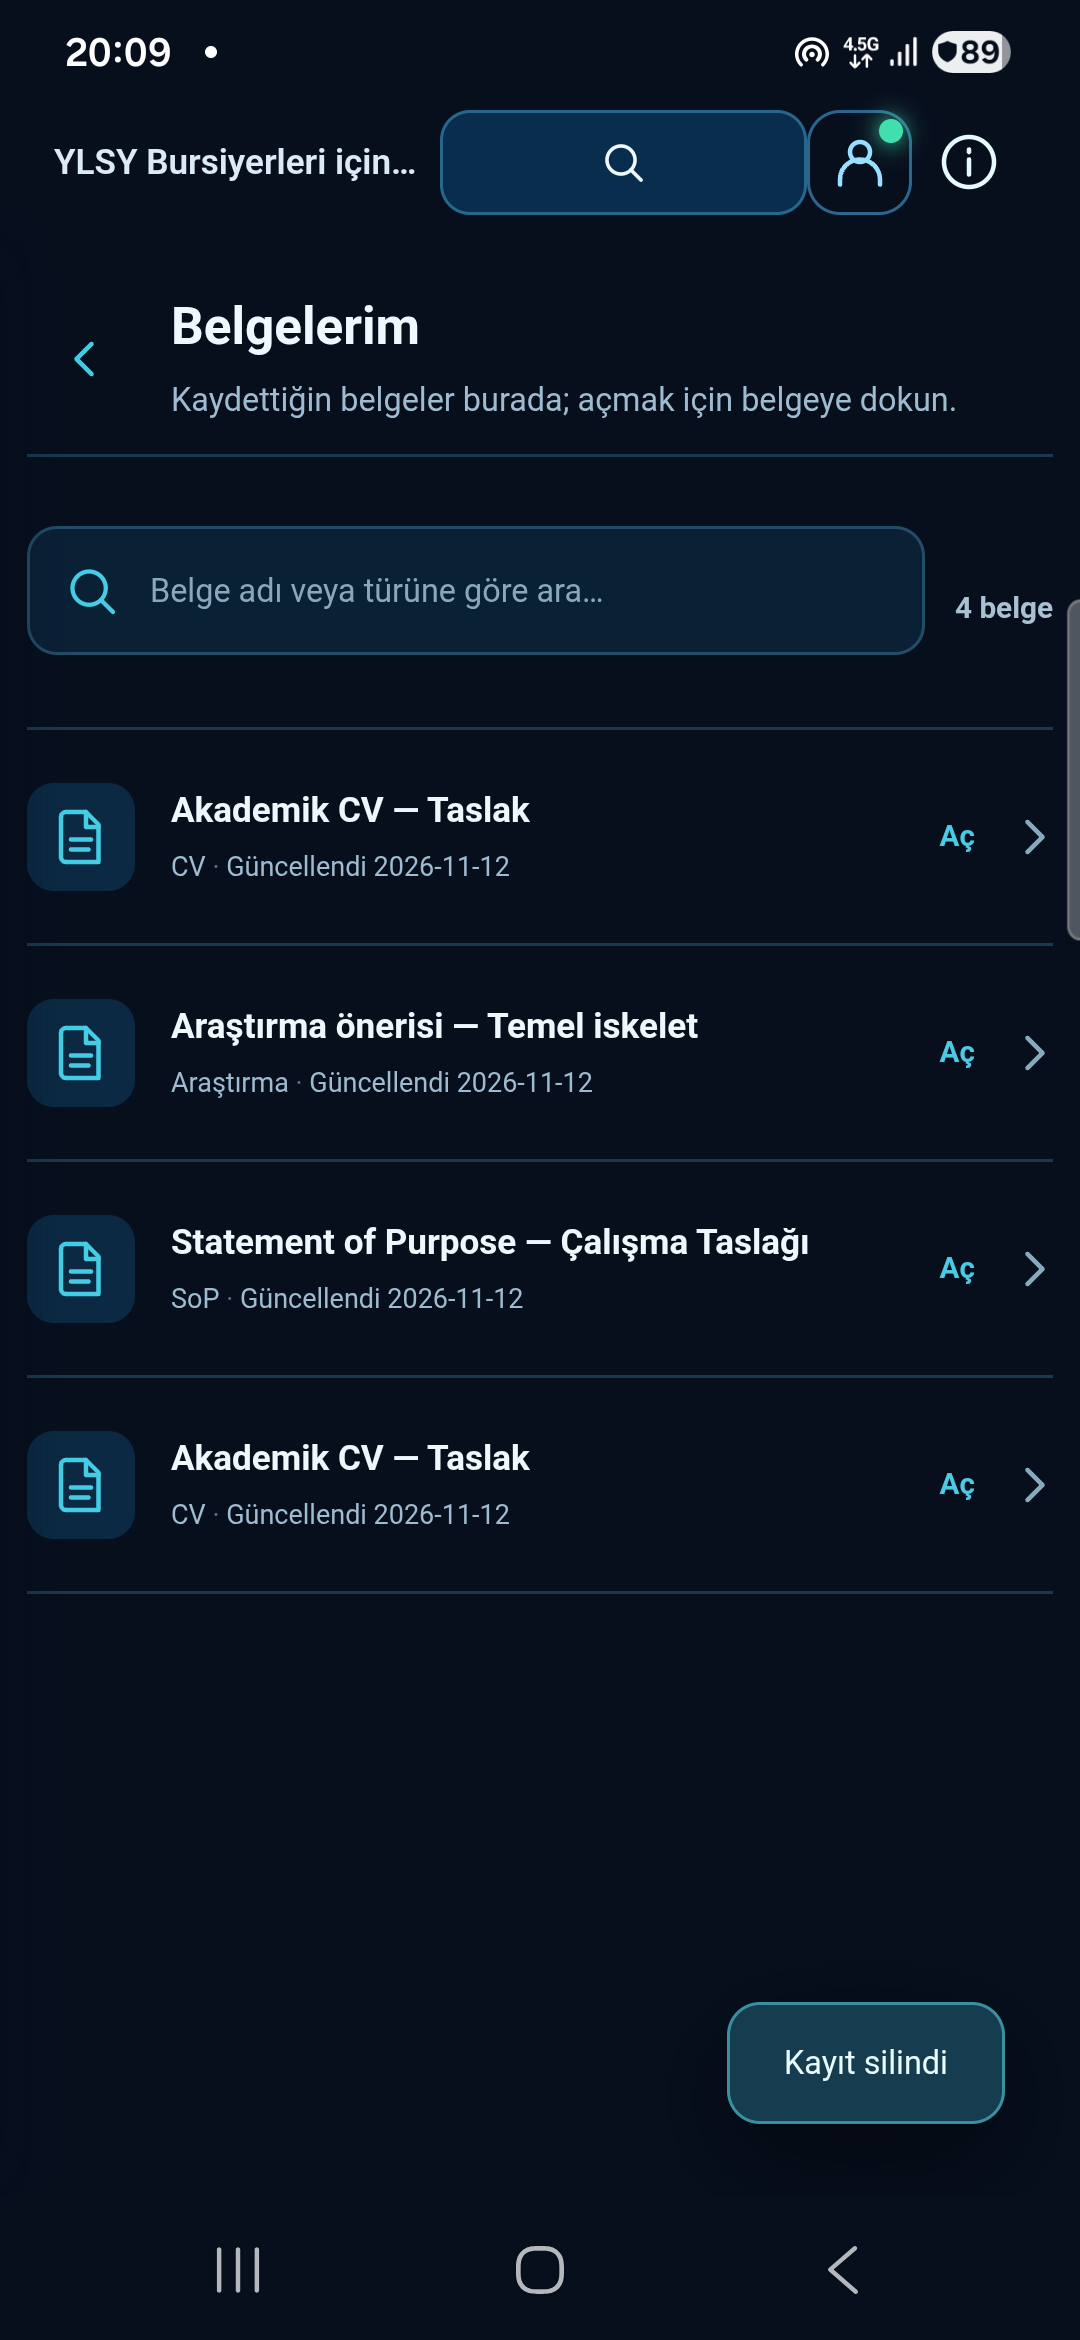 20:09
4.5G
89
YLSY Bursiyerleri için...
Belgelerim
Kaydettiğin belgeler burada; açmak için belgeye dokun.
Belge adı veya türüne göre ara...
4 belge
Akademik CV — Taslak
CV · Güncellendi 2026-11-12
Aç
Araştırma önerisi — Temel iskelet
Araştırma · Güncellendi 2026-11-12
Aç
Statement of Purpose — Çalışma Taslağı
SoP · Güncellendi 2026-11-12
Aç
Akademik CV — Taslak
CV · Güncellendi 2026-11-12
Aç
Kayıt silindi